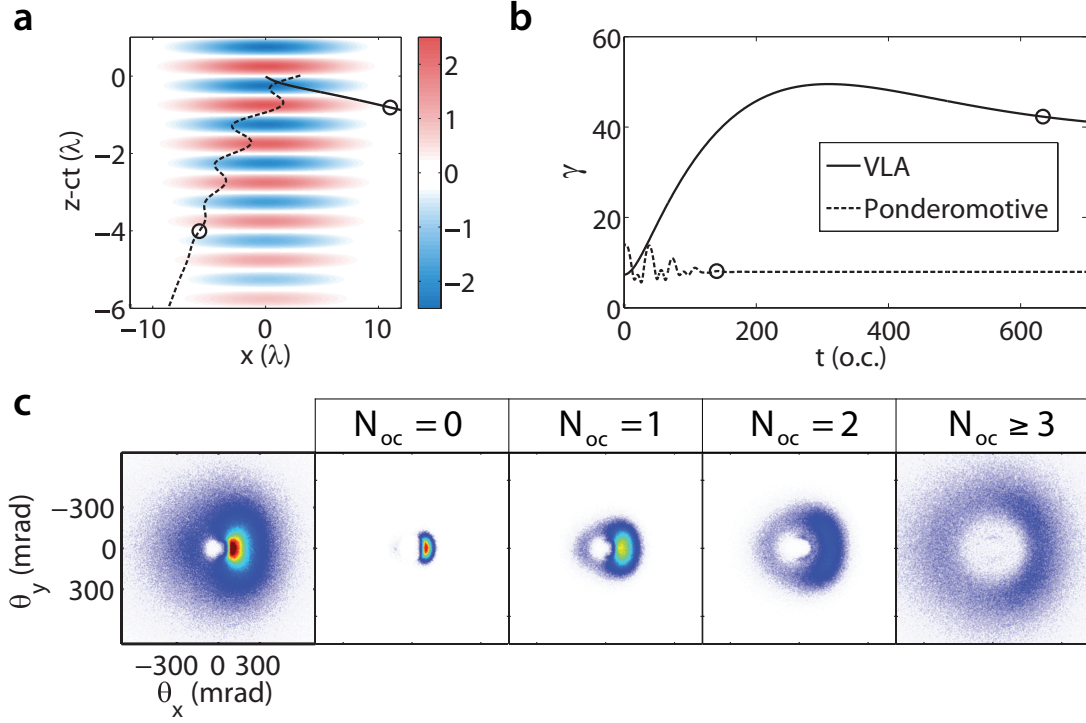 a
z-ct (λ)
0
−2
−4
−6
−10
0
10
x (λ)
2
1
0
−1
−2
b
γ
60
40
20
0
0
200
400
600
t (o.c.)
VLA
Ponderomotive
c
N_oc = 0
N_oc = 1
N_oc = 2
N_oc ≥ 3
θ_y (mrad)
−300
0
300
−300 0 300
θ_x (mrad)